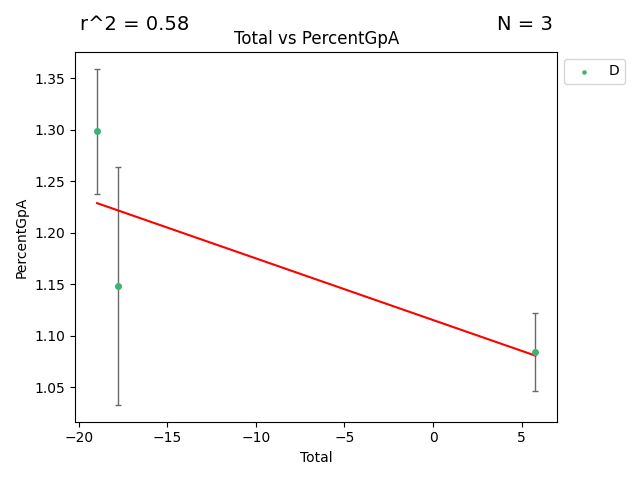 r^2 = 0.58
N = 3
Total vs PercentGpA
D
PercentGpA
1.35
1.30
1.25
1.20
1.15
1.10
1.05
−20
−15
−10
−5
0
5
Total